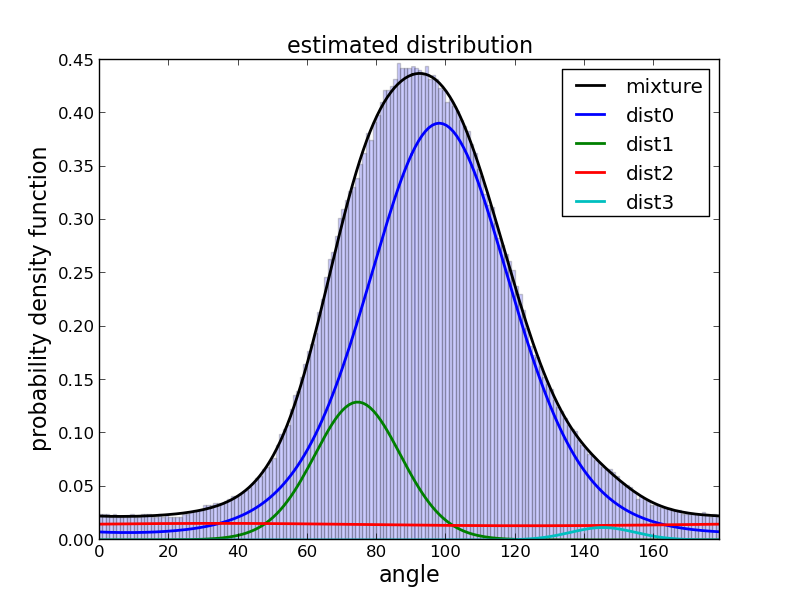 estimated distribution
0.45
0.40
0.35
0.30
0.25
0.20
0.15
0.10
0.05
0.00
probability density function
mixture
dist0
dist1
dist2
dist3
0 20 40 60 80 100 120 140 160
angle